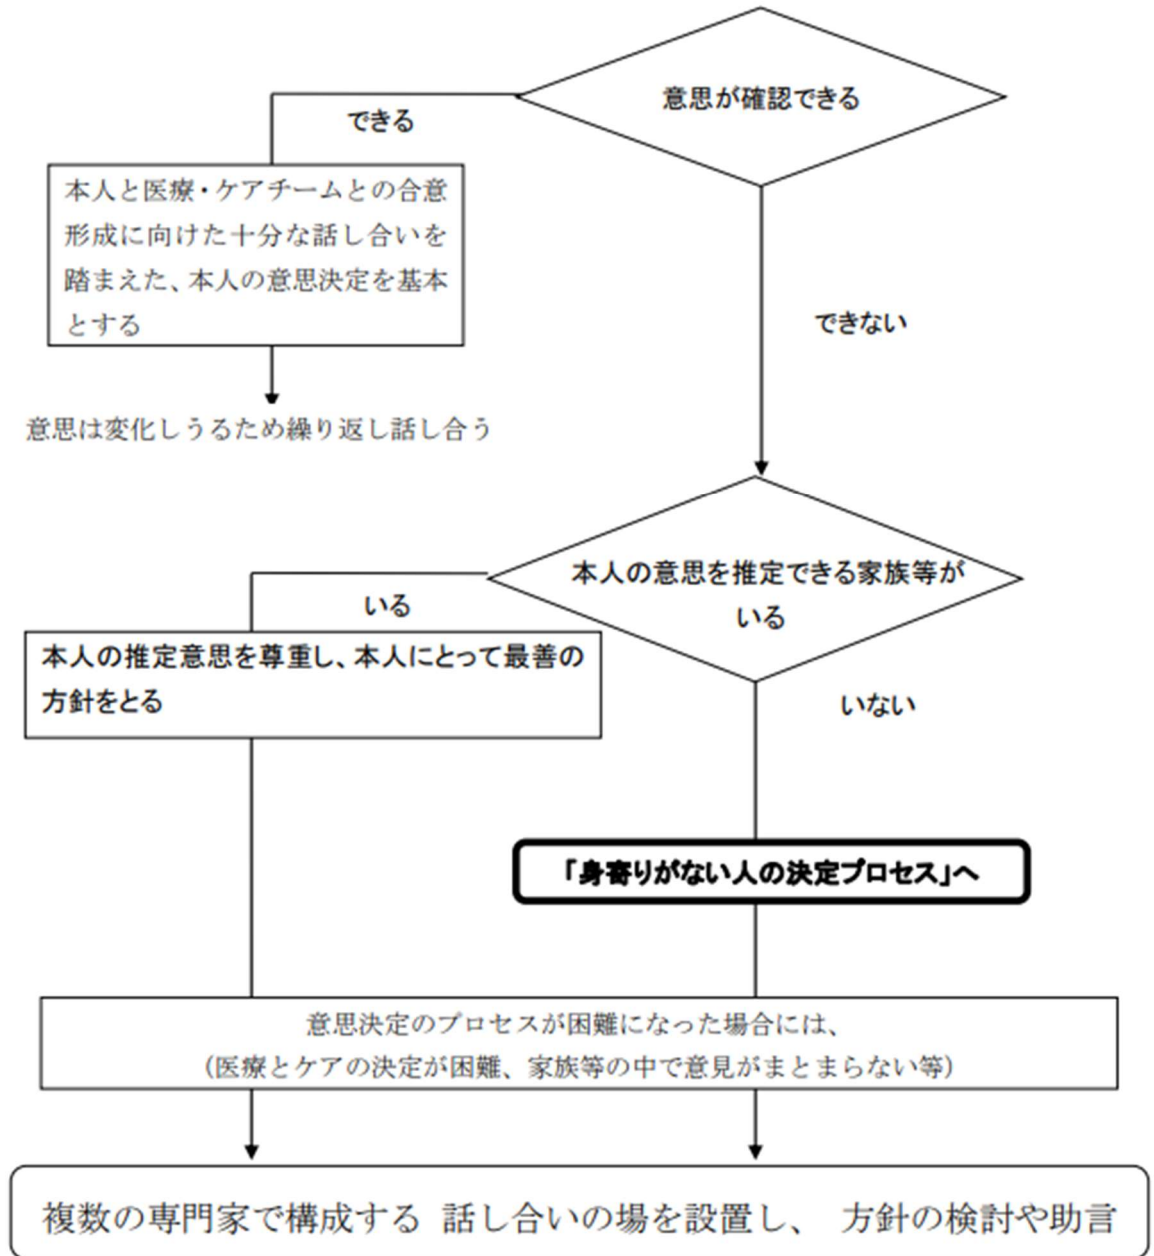 意思が確認できる
できる
本人と医療・ケアチームとの合意
形成に向けた十分な話し合いを
踏まえた、本人の意思決定を基本
とする
できない
意思は変化しうるため繰り返し話し合う
本人の意思を推定できる家族等が
いる
いる
本人の推定意思を尊重し、本人にとって最善の
方針をとる
いない
「身寄りがない人の決定プロセス」へ
意思決定のプロセスが困難になった場合には、
(医療とケアの決定が困難、家族等の中で意見がまとまらない等)
複数の専門家で構成する 話し合いの場を設置し、 方針の検討や助言